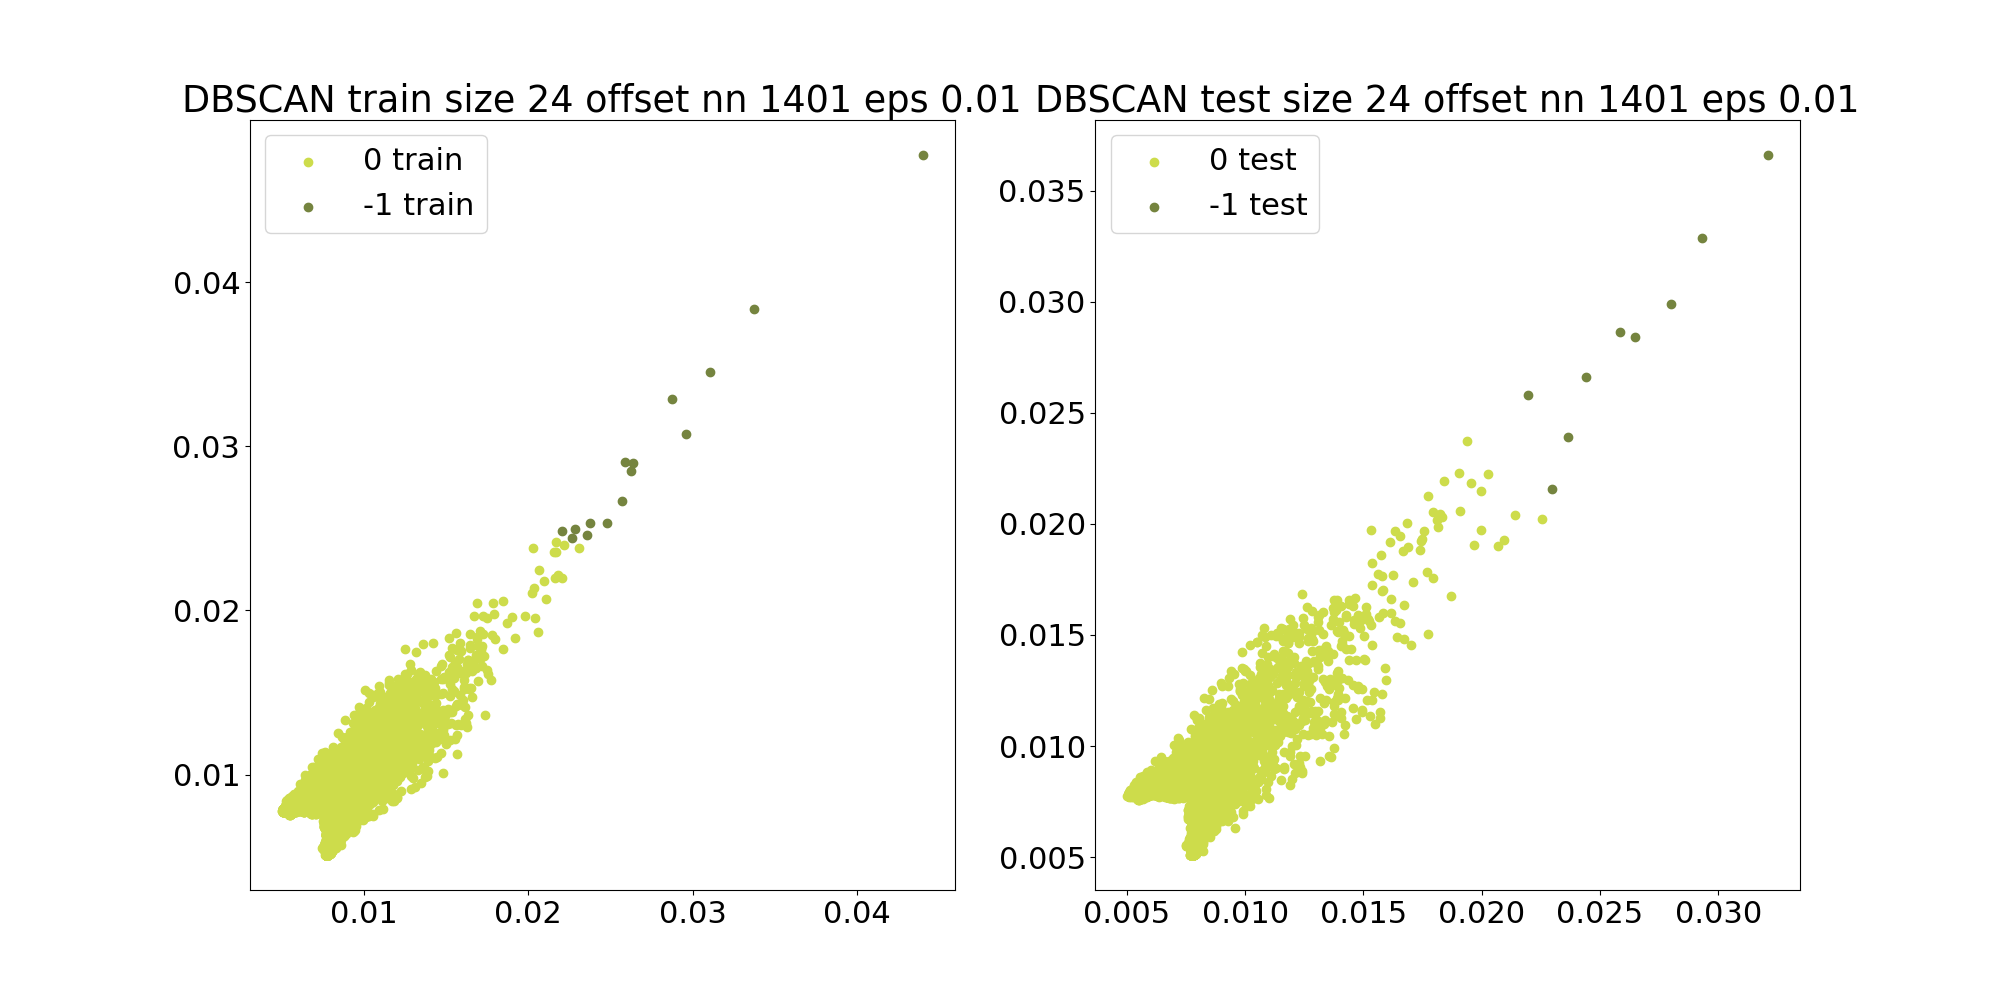 DBSCAN train size 24 offset nn 1401 eps 0.01
0 train
-1 train
0.04
0.03
0.02
0.01
0.01 0.02 0.03 0.04
DBSCAN test size 24 offset nn 1401 eps 0.01
0 test
-1 test
0.035
0.030
0.025
0.020
0.015
0.010
0.005
0.005 0.010 0.015 0.020 0.025 0.030